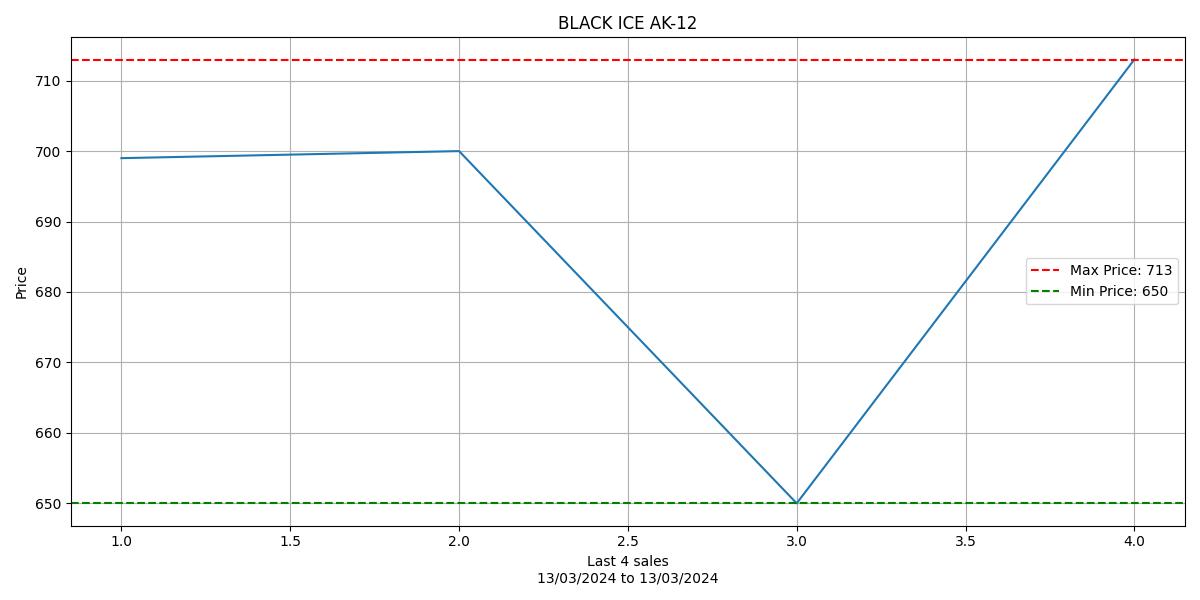 BLACK ICE AK-12
710
700
690
680
670
660
650
Price
Max Price: 713
Min Price: 650
1.0 1.5 2.0 2.5 3.0 3.5 4.0
Last 4 sales
13/03/2024 to 13/03/2024